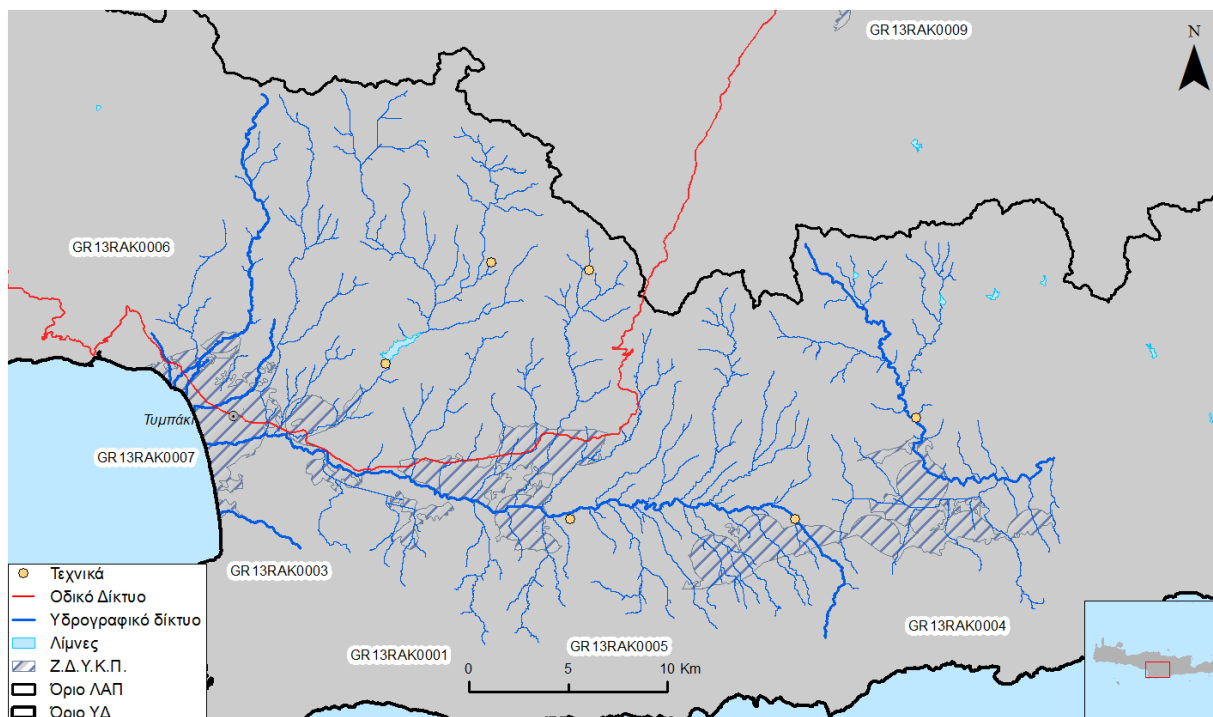 GR13RAK0009
N
GR13RAK0006
Τυμπάκι
GR13RAK0007
GR13RAK0003
GR13RAK0004
GR13RAK0005
GR13RAK0001
0 5 10 Km
Τεχνικά
Οδικό Δίκτυο
Υδρογραφικό δίκτυο
Λίμνες
Ζ.Δ.Υ.Κ.Π.
Όριο ΛΑΠ
Όριο ΥΔ